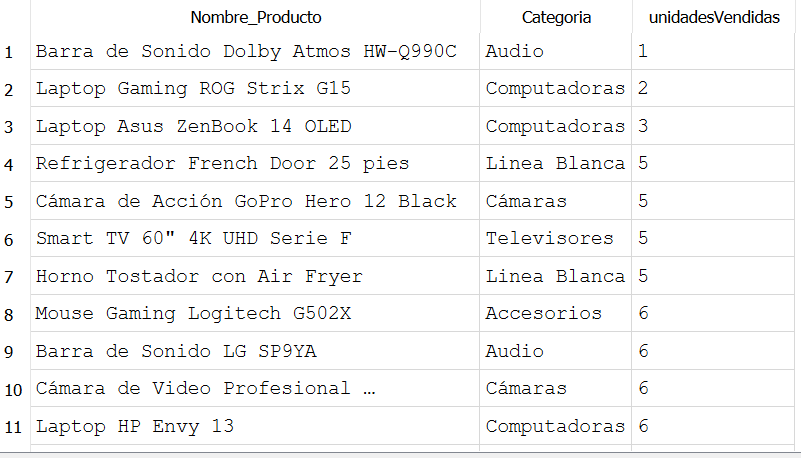 Nombre_Producto Categoria unidadesVendidas
1 Barra de Sonido Dolby Atmos HW-Q990C Audio 1
2 Laptop Gaming ROG Strix G15 Computadoras 2
3 Laptop Asus ZenBook 14 OLED Computadoras 3
4 Refrigerador French Door 25 pies Linea Blanca 5
5 Cámara de Acción GoPro Hero 12 Black Cámaras 5
6 Smart TV 60" 4K UHD Serie F Televisores 5
7 Horno Tostador con Air Fryer Linea Blanca 5
8 Mouse Gaming Logitech G502X Accesorios 6
9 Barra de Sonido LG SP9YA Audio 6
10 Cámara de Video Profesional … Cámaras 6
11 Laptop HP Envy 13 Computadoras 6